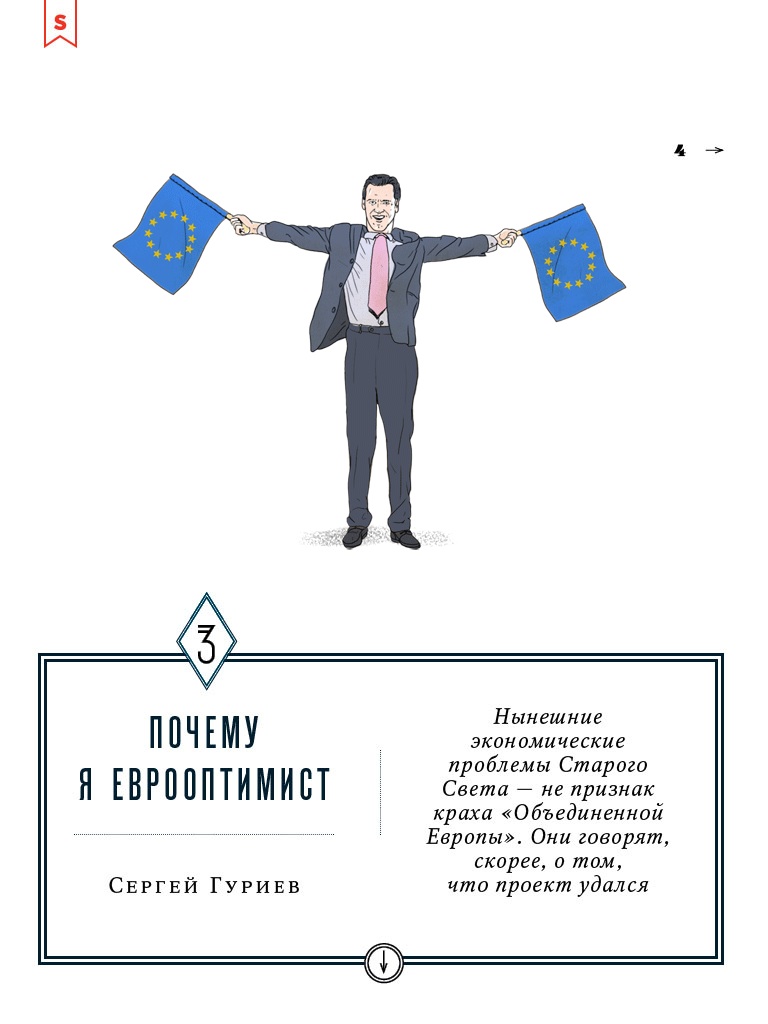 S
4 →
3
ПОЧЕМУ
Я ЕВРООПТИМИСТ
Сергей Гуриев
Нынешние
экономические
проблемы Старого
Света — не признак
краха «Объединенной
Европы». Они говорят,
скорее, о том,
что проект удался